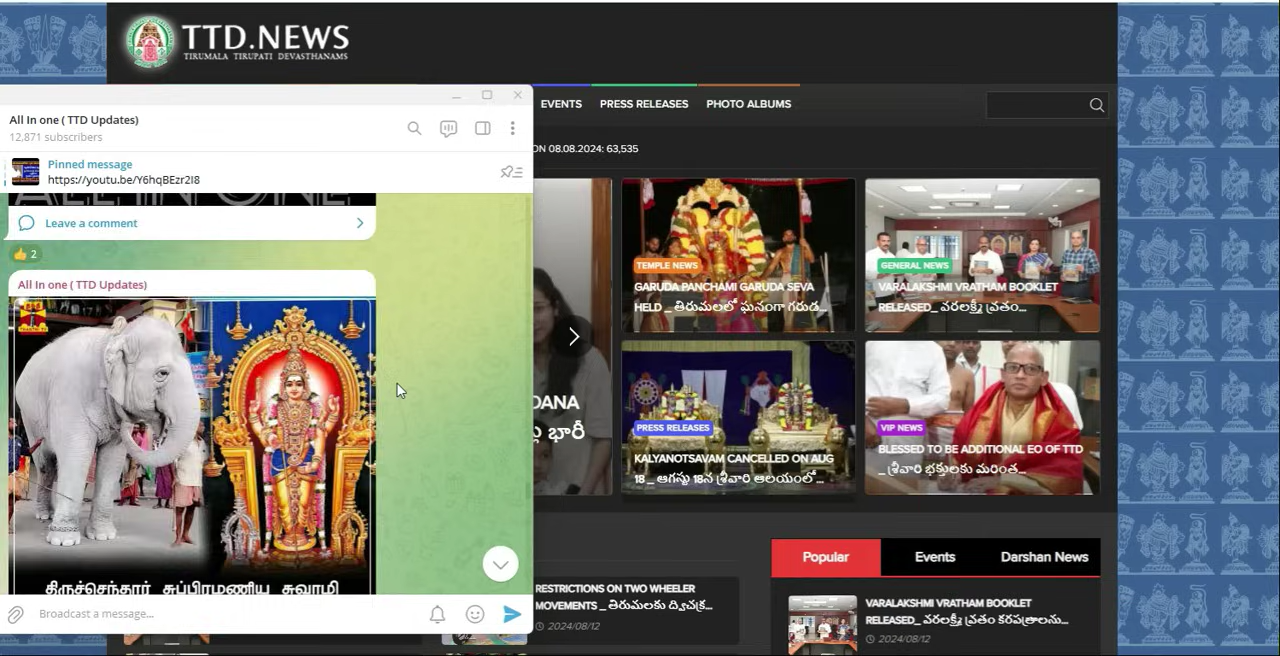 TTD.NEWS
TIRUMALA TIRUPATI DEVASTHANAMS
EVENTS
PRESS RELEASES
PHOTO ALBUMS
ON 08.08.2024: 63,535
All In one ( TTD Updates)
12,871 subscribers
Pinned message
https://youtu.be/Y6hqBEzr2I8
ALL IN ONE
Leave a comment
2
All In one ( TTD Updates)
திருச்செந்தூர் சுப்பிரமணிய சுவாமி
Broadcast a message...
TEMPLE NEWS
GARUDA PANCHAMI GARUDA SEVA
HELD _ తిరుమలలో ఘనంగా గరుడ...
GENERAL NEWS
VARALAKSHMI VRATHAM BOOKLET
RELEASED_ వరలక్ష్మీ వ్రతం...
DANA
భారీ
PRESS RELEASES
KALYANOTSAVAM CANCELLED ON AUG
18 _ ఆగస్టు 18న శ్రీవారి ఆలయంలో...
VIP NEWS
BLESSED TO BE ADDITIONAL EO OF TTD
_ శ్రీవారి భక్తులకు మరింత...
RESTRICTIONS ON TWO WHEELER
MOVEMENTS _ తిరుమలకు ద్విచక్ర...
2024/08/12
Popular
Events
Darshan News
VARALAKSHMI VRATHAM BOOKLET
RELEASED_ వరలక్ష్మీ వ్రతం కరపత్రాలను...
2024/08/12